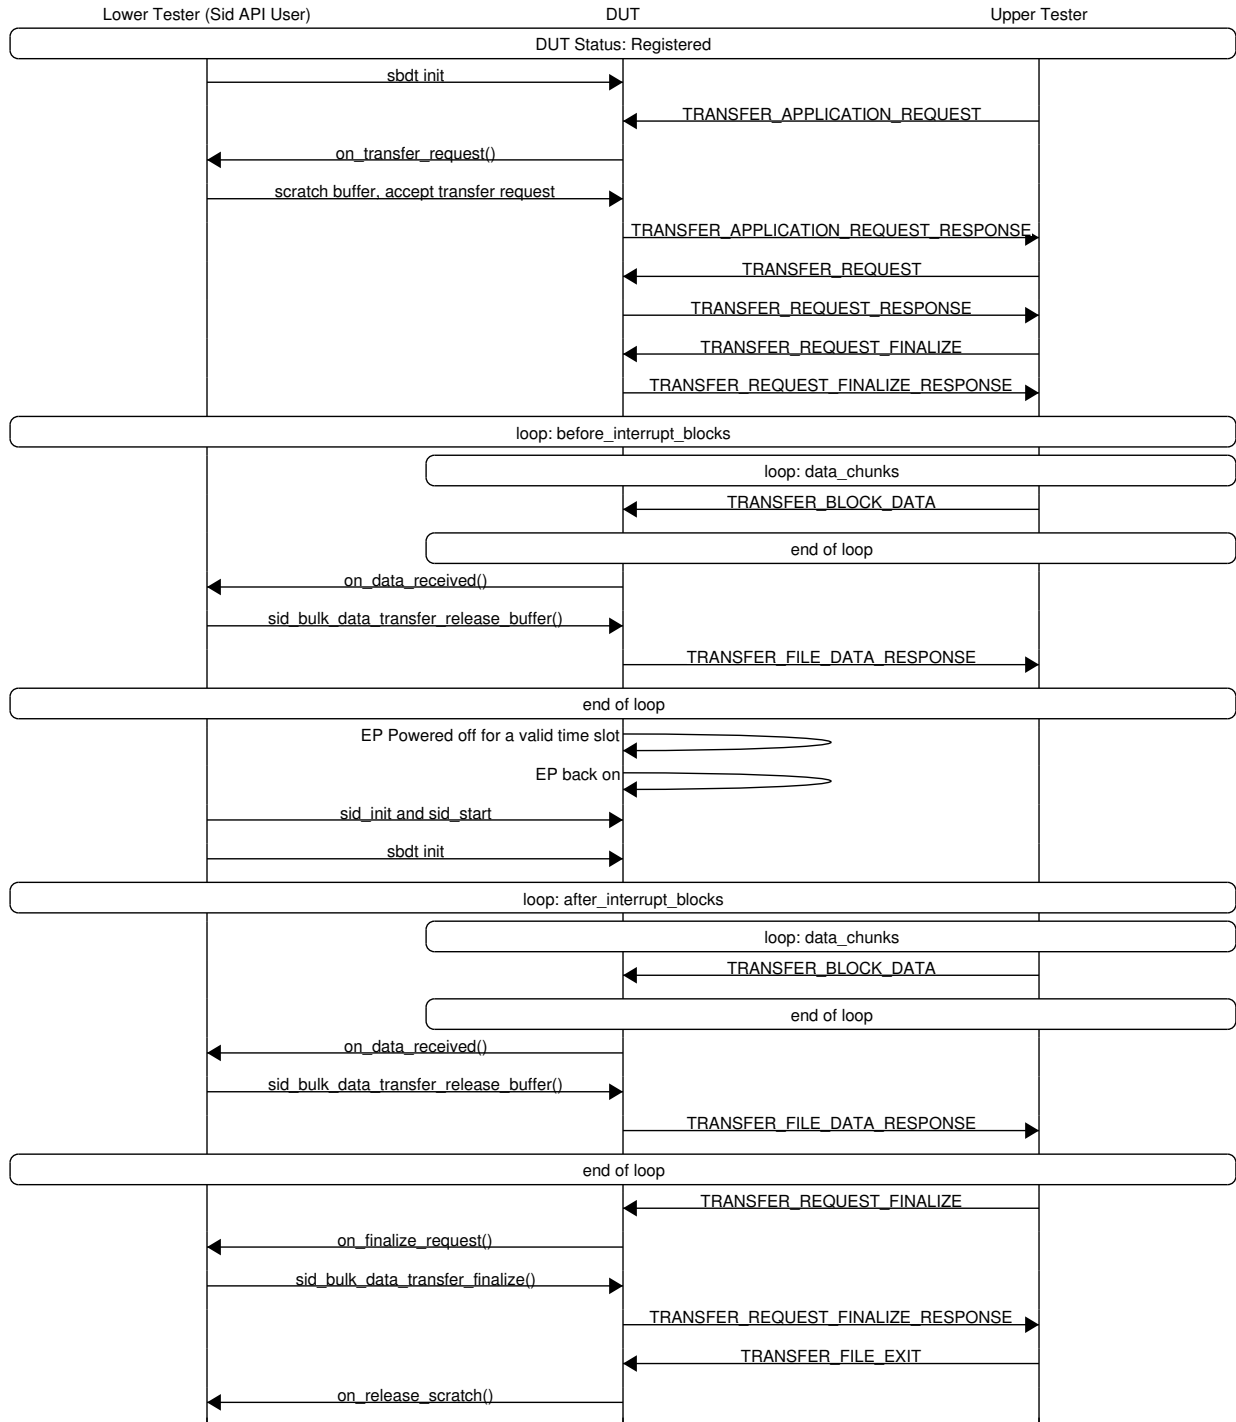 Lower Tester (Sid API User)
DUT
Upper Tester
DUT Status: Registered
sbdt init
TRANSFER_APPLICATION_REQUEST
on_transfer_request()
scratch buffer, accept transfer request
TRANSFER_APPLICATION_REQUEST_RESPONSE
TRANSFER_REQUEST
TRANSFER_REQUEST_RESPONSE
TRANSFER_REQUEST_FINALIZE
TRANSFER_REQUEST_FINALIZE_RESPONSE
loop: before_interrupt_blocks
loop: data_chunks
TRANSFER_BLOCK_DATA
end of loop
on_data_received()
sid_bulk_data_transfer_release_buffer()
TRANSFER_FILE_DATA_RESPONSE
end of loop
EP Powered off for a valid time slot
EP back on
sid_init and sid_start
sbdt init
loop: after_interrupt_blocks
loop: data_chunks
TRANSFER_BLOCK_DATA
end of loop
on_data_received()
sid_bulk_data_transfer_release_buffer()
TRANSFER_FILE_DATA_RESPONSE
end of loop
TRANSFER_REQUEST_FINALIZE
on_finalize_request()
sid_bulk_data_transfer_finalize()
TRANSFER_REQUEST_FINALIZE_RESPONSE
TRANSFER_FILE_EXIT
on_release_scratch()